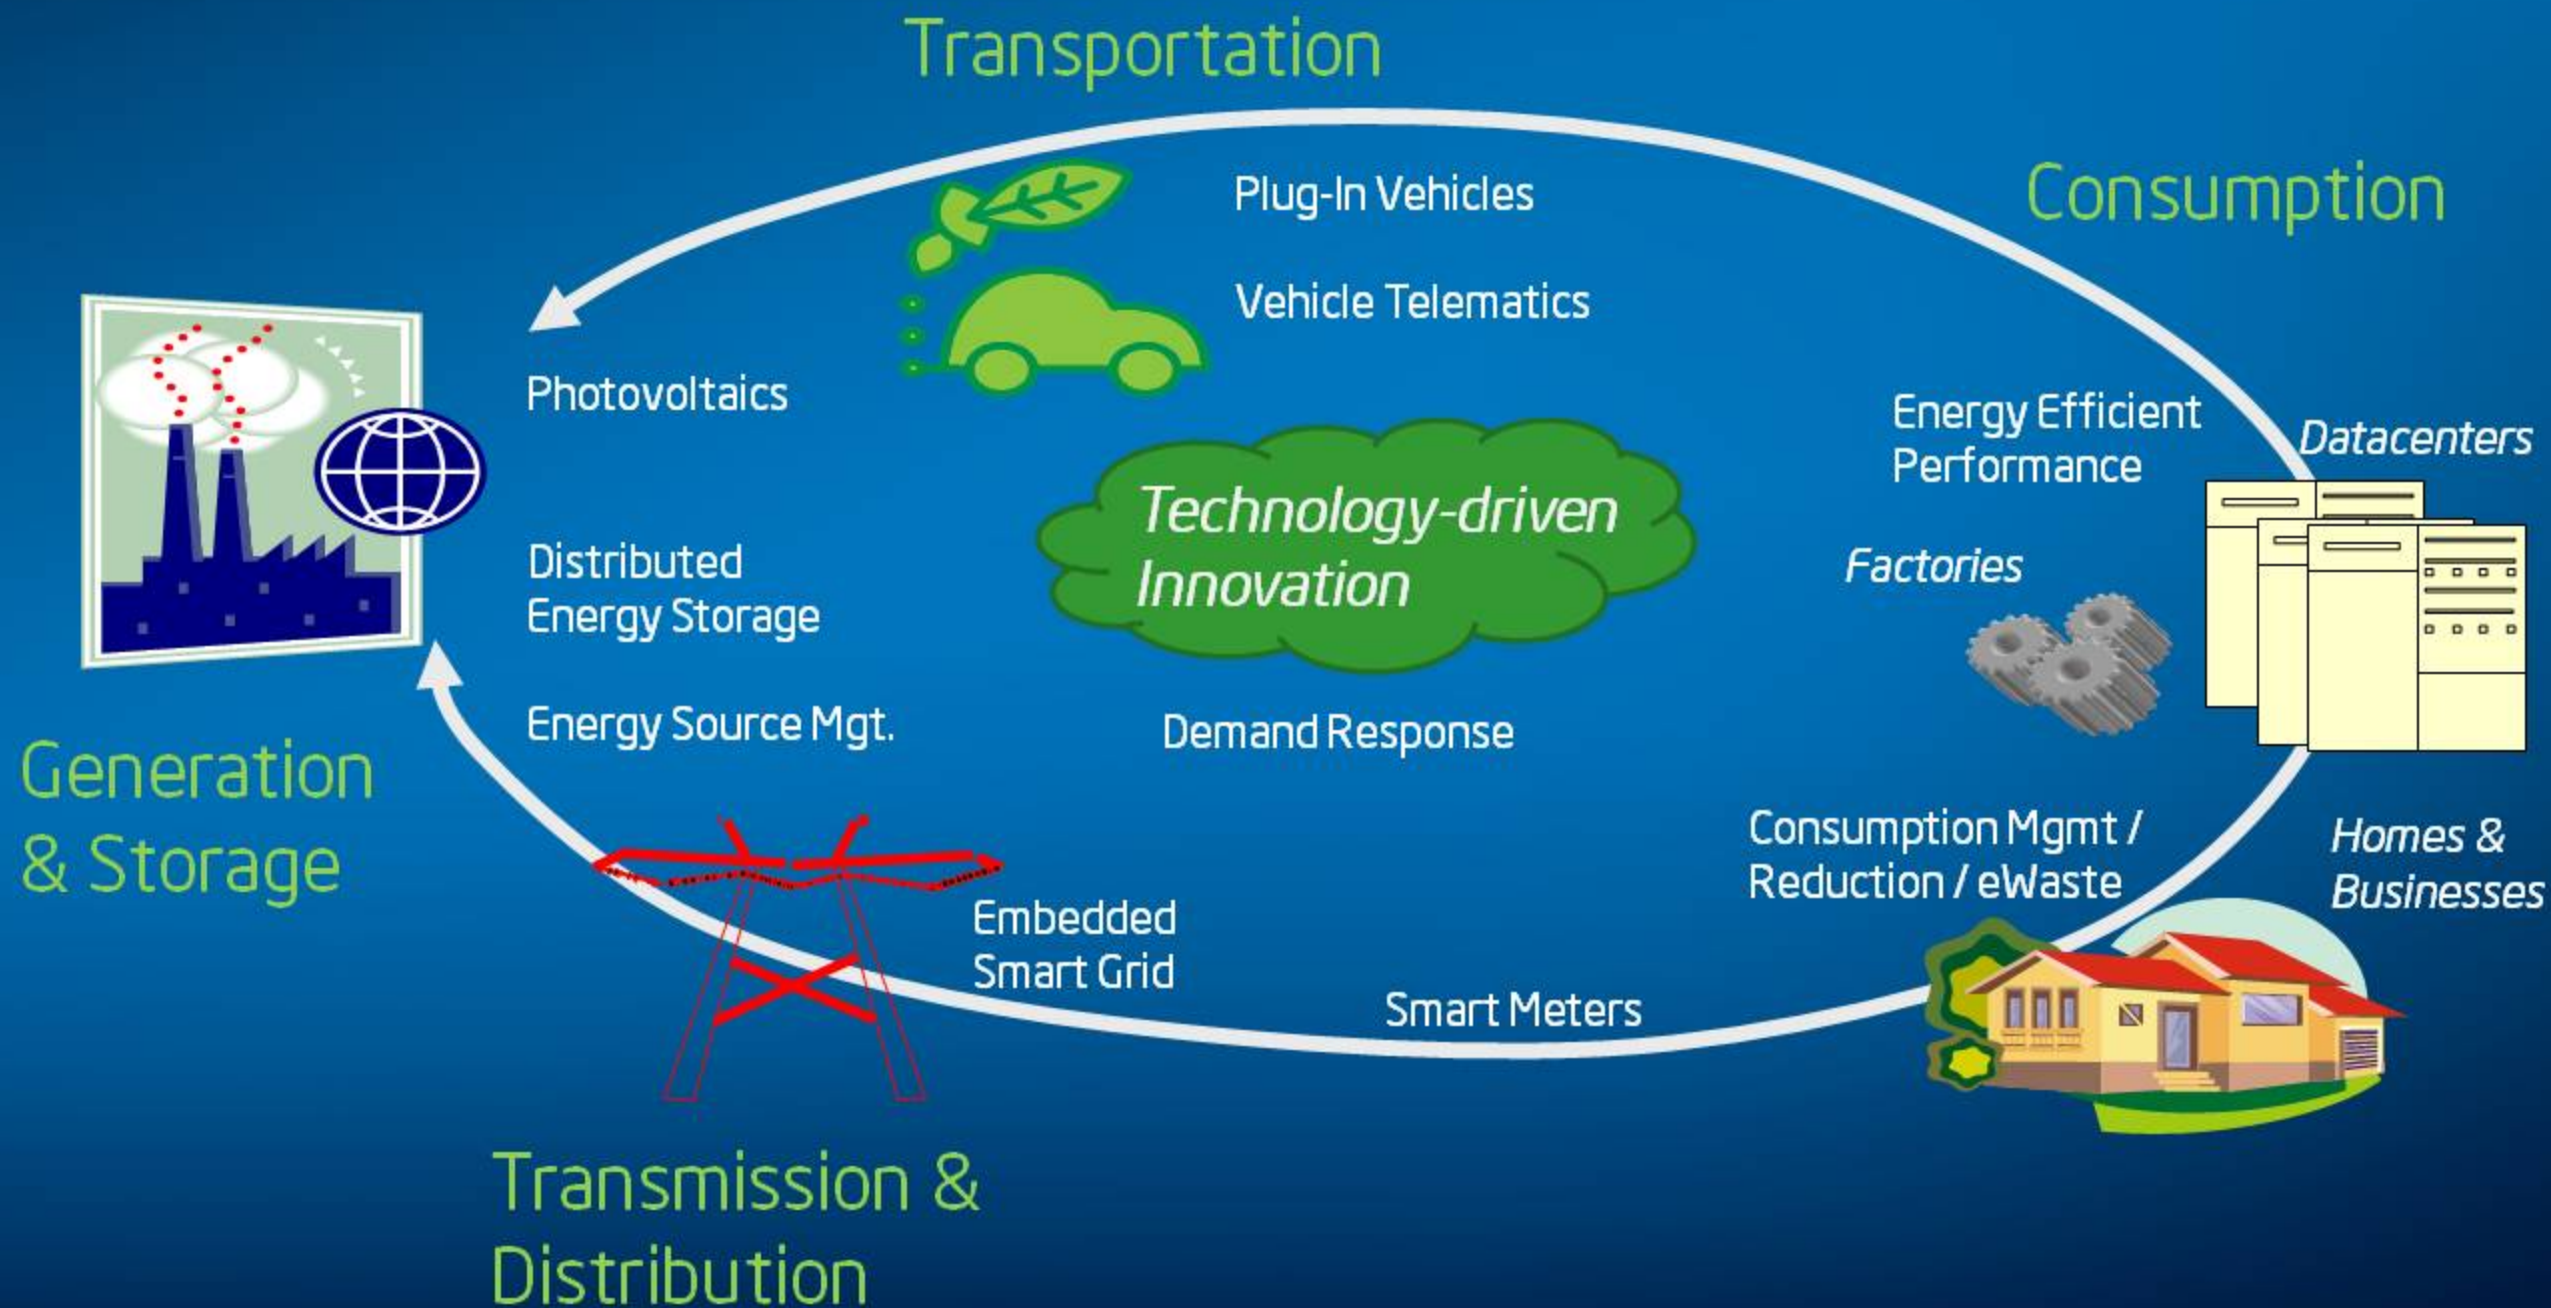 Transportation
Plug-In Vehicles
Consumption
Vehicle Telematics
Photovoltaics
Energy Efficient
Performance
Datacenters
Technology-driven
Innovation
Factories
Distributed
Energy Storage
Energy Source Mgt.
Demand Response
Generation
& Storage
Consumption Mgmt /
Reduction / eWaste
Homes &
Businesses
Embedded
Smart Grid
Smart Meters
Transmission &
Distribution